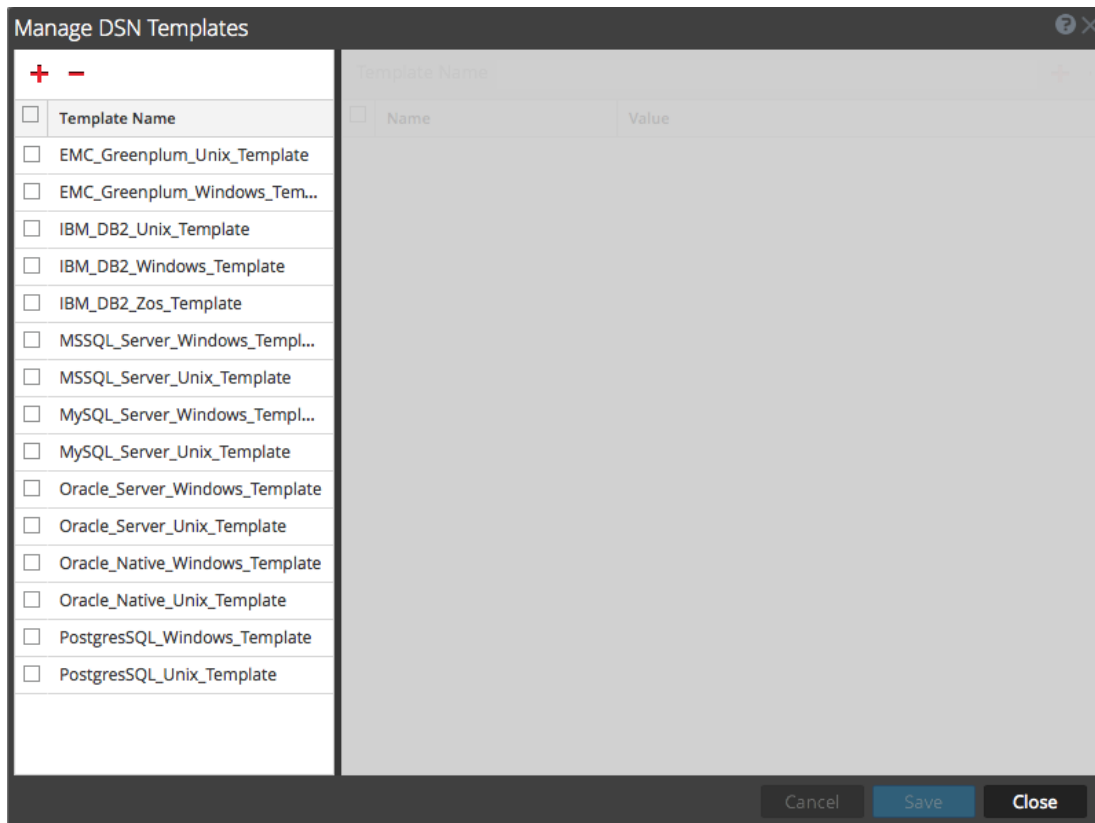 Manage DSN Templates
Template Name
Template Name
Name Value
EMC_Greenplum_Unix_Template
EMC_Greenplum_Windows_Tem...
IBM_DB2_Unix_Template
IBM_DB2_Windows_Template
IBM_DB2_Zos_Template
MSSQL_Server_Windows_Templ...
MSSQL_Server_Unix_Template
MySQL_Server_Windows_Templ...
MySQL_Server_Unix_Template
Oracle_Server_Windows_Template
Oracle_Server_Unix_Template
Oracle_Native_Windows_Template
Oracle_Native_Unix_Template
PostgresSQL_Windows_Template
PostgresSQL_Unix_Template
Cancel Save Close